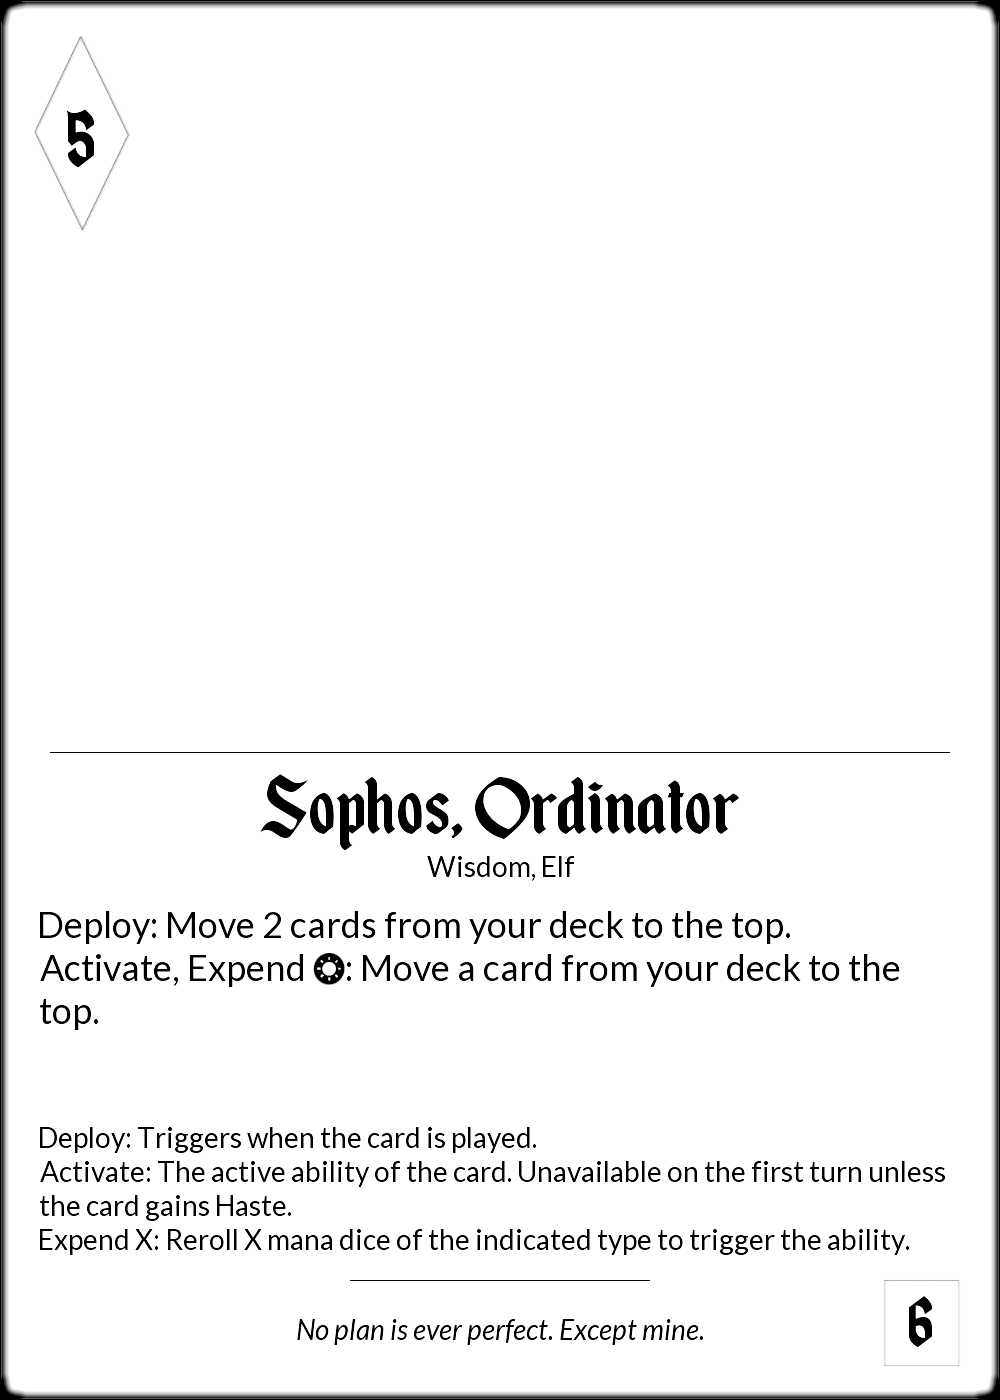 5
Sophos, Ordinator
Wisdom, Elf
Deploy: Move 2 cards from your deck to the top.
Activate, Expend : Move a card from your deck to the
top.
Deploy: Triggers when the card is played.
Activate: The active ability of the card. Unavailable on the first turn unless
the card gains Haste.
Expend X: Reroll X mana dice of the indicated type to trigger the ability.
No plan is ever perfect. Except mine.
6